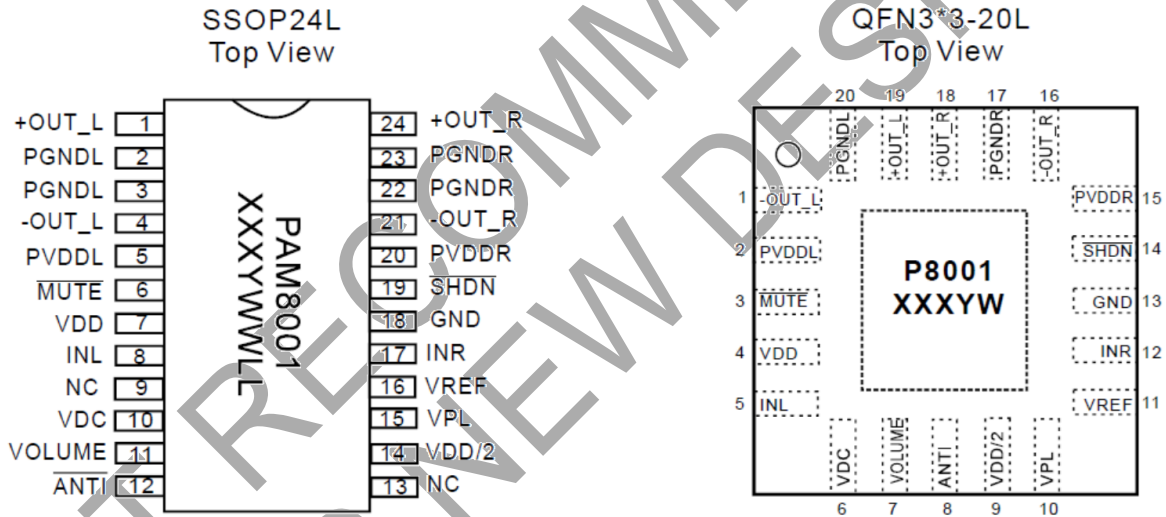 SSOP24L
Top View
+OUT_L 1
PGNDL 2
PGNDL 3
-OUT_L 4
PVDDL 5
MUTE 6
VDD 7
INL 8
NC 9
VDC 10
VOLUME 11
ANTI 12
PAM8001
XXXYWWLL
24 +OUT_R
23 PGNDR
22 PGNDR
21 -OUT_R
20 PVDDR
19 SHDN
18 GND
17 INR
16 VREF
15 VPL
14 VDD/2
13 NC
QFN3*3-20L
Top View
20 19 18 17 16
PGNDL +OUT_L +OUT_R PGNDR -OUT_R
1 -OUT_L
2 PVDDL
3 MUTE
4 VDD
5 INL
P8001
XXXYW
PVDDR 15
SHDN 14
GND 13
INR 12
VREF 11
VDC VOLUME ANTI VDD/2 VPL
6 7 8 9 10